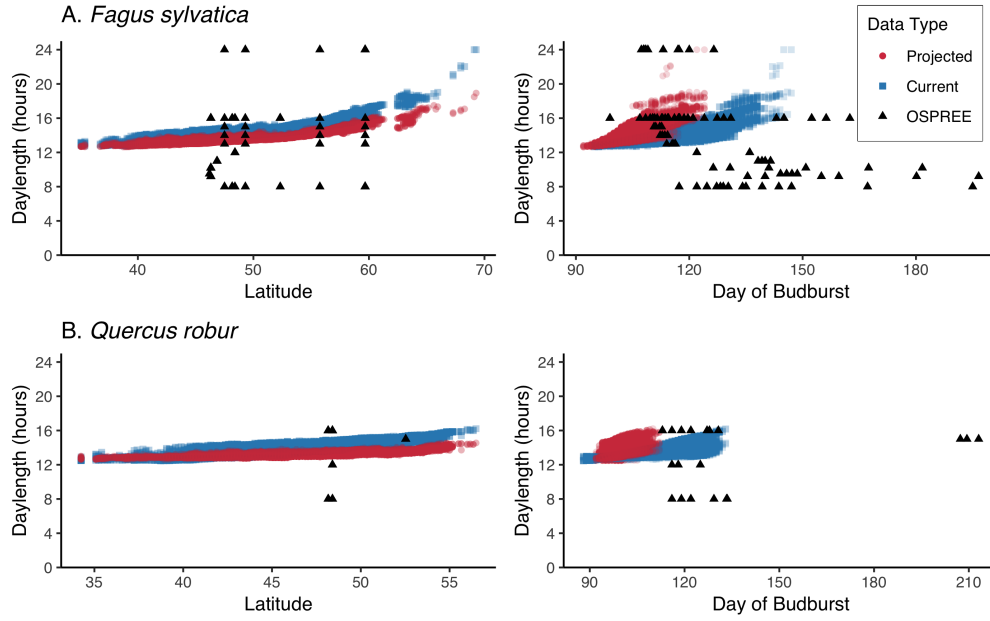 A. Fagus sylvatica
Data Type
Projected
Current
OSPREE
Daylength (hours)
24
20
16
12
8
4
0
40 50 60 70
Latitude
Daylength (hours)
24
20
16
12
8
4
0
90 120 150 180
Day of Budburst
B. Quercus robur
Daylength (hours)
24
20
16
12
8
4
0
35 40 45 50 55
Latitude
Daylength (hours)
24
20
16
12
8
4
0
90 120 150 180 210
Day of Budburst